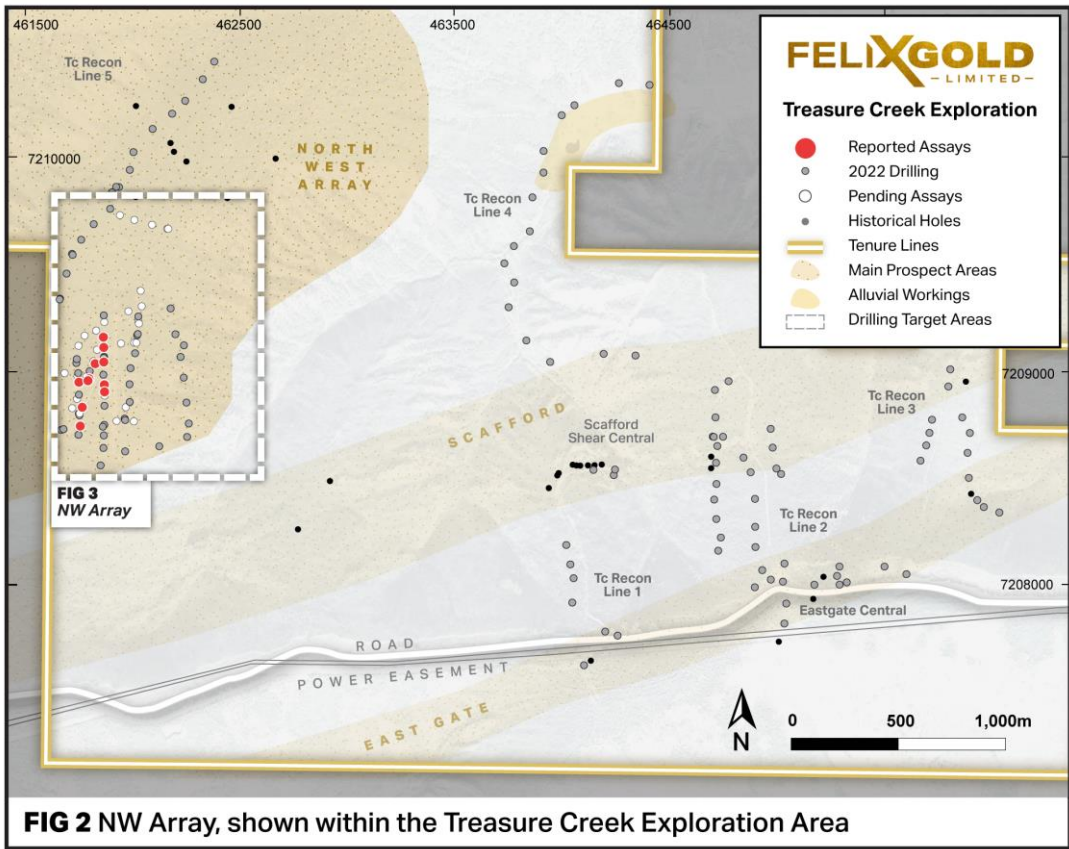 461500
462500
463500
464500
FELIXGOLD
LIMITED
Treasure Creek Exploration
Reported Assays
2022 Drilling
Pending Assays
Historical Holes
Tenure Lines
Main Prospect Areas
Alluvial Workings
Drilling Target Areas
Tc Recon
Line 5
7210000
NORTH
WEST
ARRAY
Tc Recon
Line 4
7209000
Tc Recon
Line 3
SCAFFORD
Scafford
Shear Central
FIG 3
NW Array
Tc Recon
Line 2
Tc Recon
Line 1
7208000
Eastgate Central
ROAD
POWER EASEMENT
EAST GATE
N
0 500 1,000m
FIG 2 NW Array, shown within the Treasure Creek Exploration Area